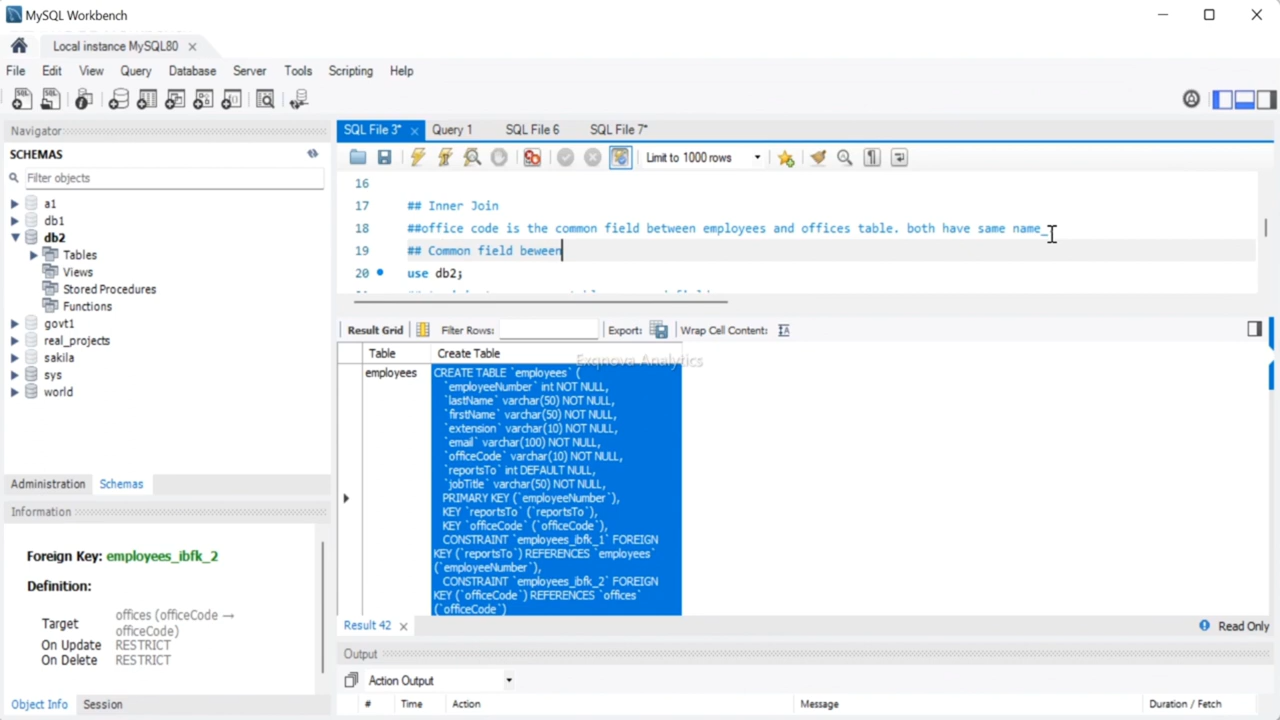 MySQL Workbench
Local instance MySQL80
File Edit View Query Database Server Tools Scripting Help
Navigator
SCHEMAS
Filter objects
a1
db1
db2
Tables
Views
Stored Procedures
Functions
govt1
real_projects
sakila
sys
world
Administration Schemas
Information
Foreign Key: employees_ibfk_2
Definition:
Target offices (officeCode →
officeCode)
On Update RESTRICT
On Delete RESTRICT
Object Info Session
SQL File 3* Query 1 SQL File 6 SQL File 7*
Limit to 1000 rows
16
17 ## Inner Join
18 ##office code is the common field between employees and offices table. both have same name_
19 ## Common field beween
20 use db2;
Result Grid Filter Rows: Export: Wrap Cell Content:
Exqnova Analytics
Table Create Table
employees CREATE TABLE `employees` (
`employeeNumber` int NOT NULL,
`lastName` varchar(50) NOT NULL,
`firstName` varchar(50) NOT NULL,
`extension` varchar(10) NOT NULL,
`email` varchar(100) NOT NULL,
`officeCode` varchar(10) NOT NULL,
`reportsTo` int DEFAULT NULL,
`jobTitle` varchar(50) NOT NULL,
PRIMARY KEY (`employeeNumber`),
KEY `reportsTo` (`reportsTo`),
KEY `officeCode` (`officeCode`),
CONSTRAINT `employees_ibfk_1` FOREIGN
KEY (`reportsTo`) REFERENCES `employees`
(`employeeNumber`),
CONSTRAINT `employees_ibfk_2` FOREIGN
KEY (`officeCode`) REFERENCES `offices`
(`officeCode`)
Result 42
Read Only
Output
Action Output
# Time Action Message Duration / Fetch